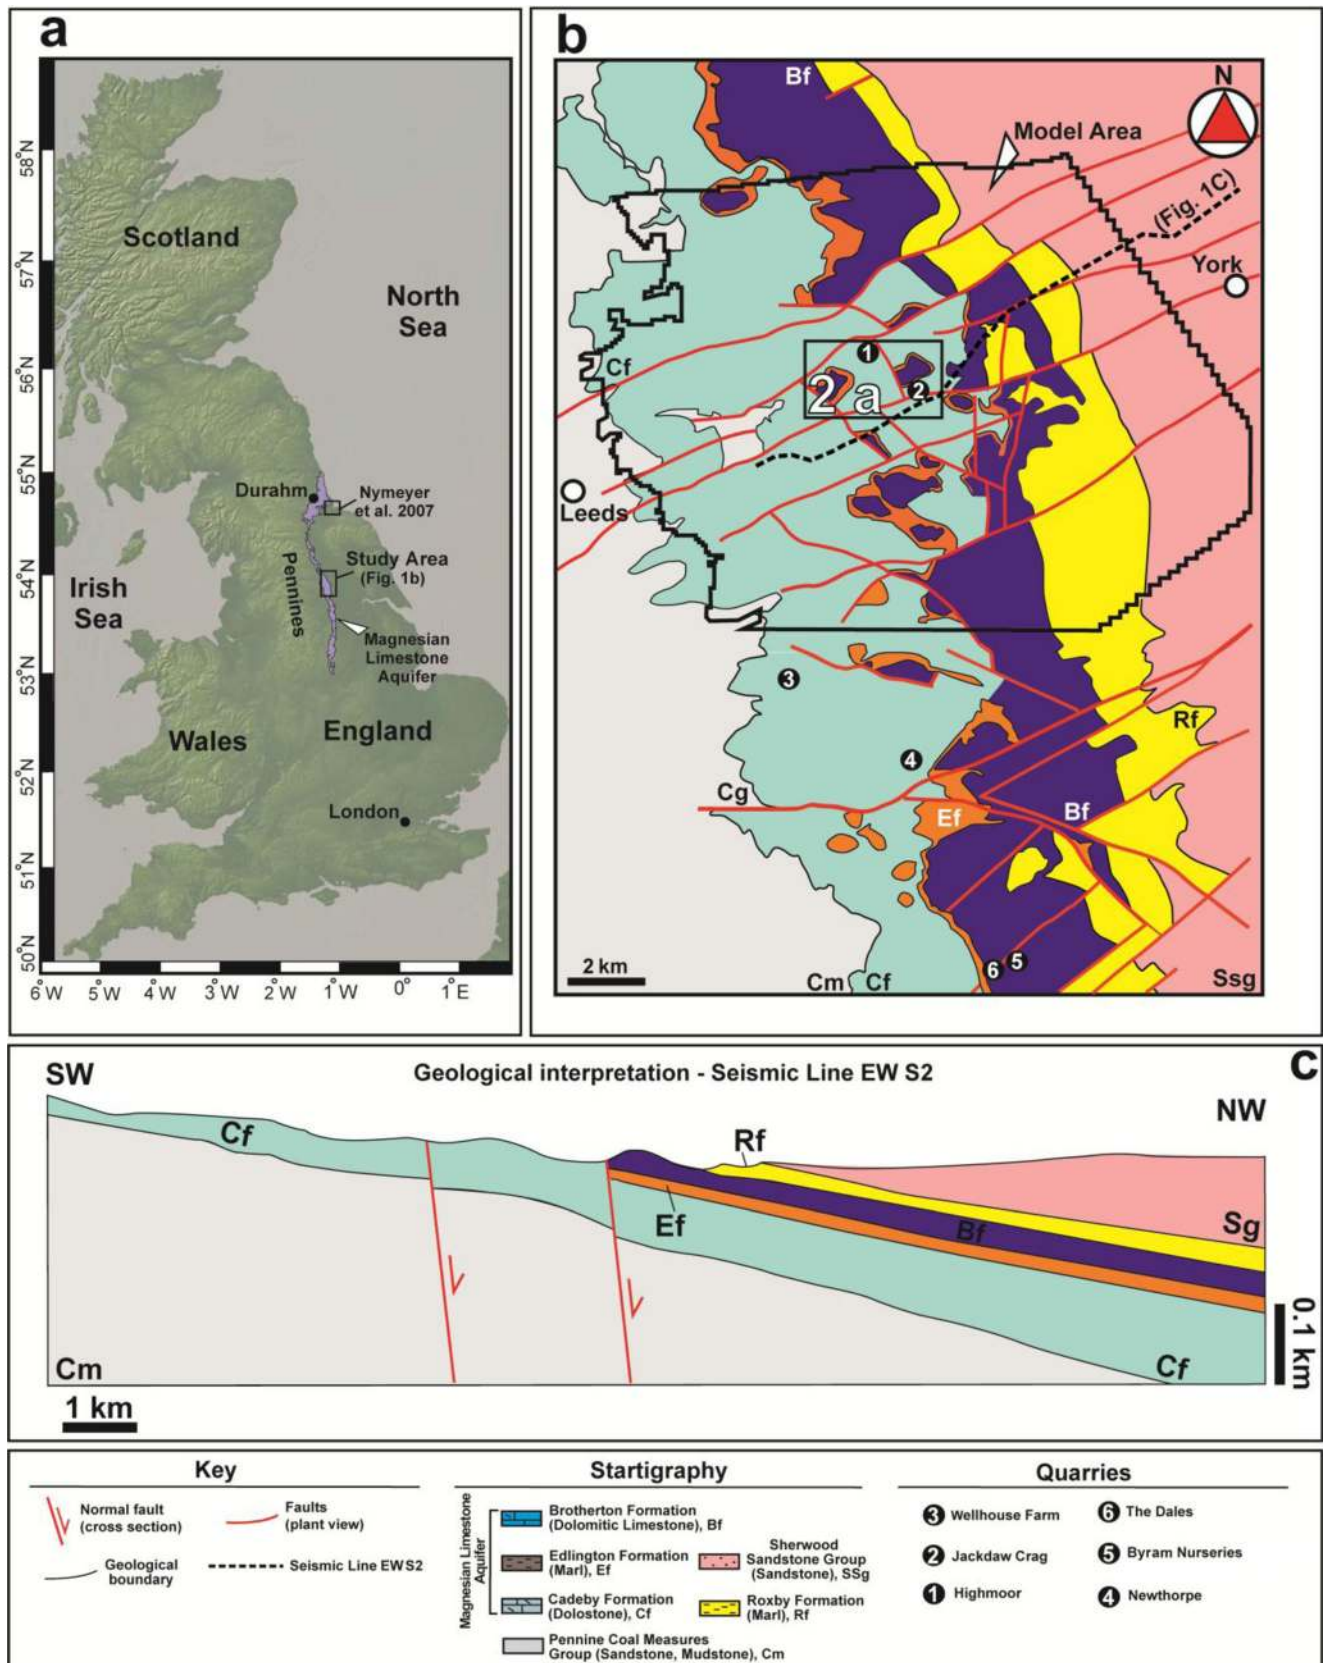 a
58°N
57°N
56°N
55°N
54°N
53°N
52°N
51°N
50°N
6°W
5°W
4°W
3°W
2°W
1°W
0°
1°E
Scotland
North
Sea
Durahm
Nymeyer
et al. 2007
Pennines
Study Area
(Fig. 1b)
Irish
Sea
Magnesian
Limestone
Aquifer
Wales
England
London
b
Bf
N
Model Area
(Fig. 1C)
York
Cf
1
2
2 a
Leeds
3
Rf
4
Cg
Ef
Bf
6
5
2 km
Cm
Cf
Ssg
c
SW
Geological interpretation - Seismic Line EW S2
NW
Cf
Rf
Ef
Bf
Sg
Cm
Cf
1 km
0.1 km
Key
Normal fault
(cross section)
Faults
(plant view)
Geological
boundary
Seismic Line EW S2
Startigraphy
Magnesian Limestone
Aquifer
Brotherton Formation
(Dolomitic Limestone), Bf
Edlington Formation
(Marl), Ef
Sherwood
Sandstone Group
(Sandstone), SSg
Cadeby Formation
(Dolostone), Cf
Roxby Formation
(Marl), Rf
Pennine Coal Measures
Group (Sandstone, Mudstone), Cm
Quarries
3 Wellhouse Farm
6 The Dales
2 Jackdaw Crag
5 Byram Nurseries
1 Highmoor
4 Newthorpe